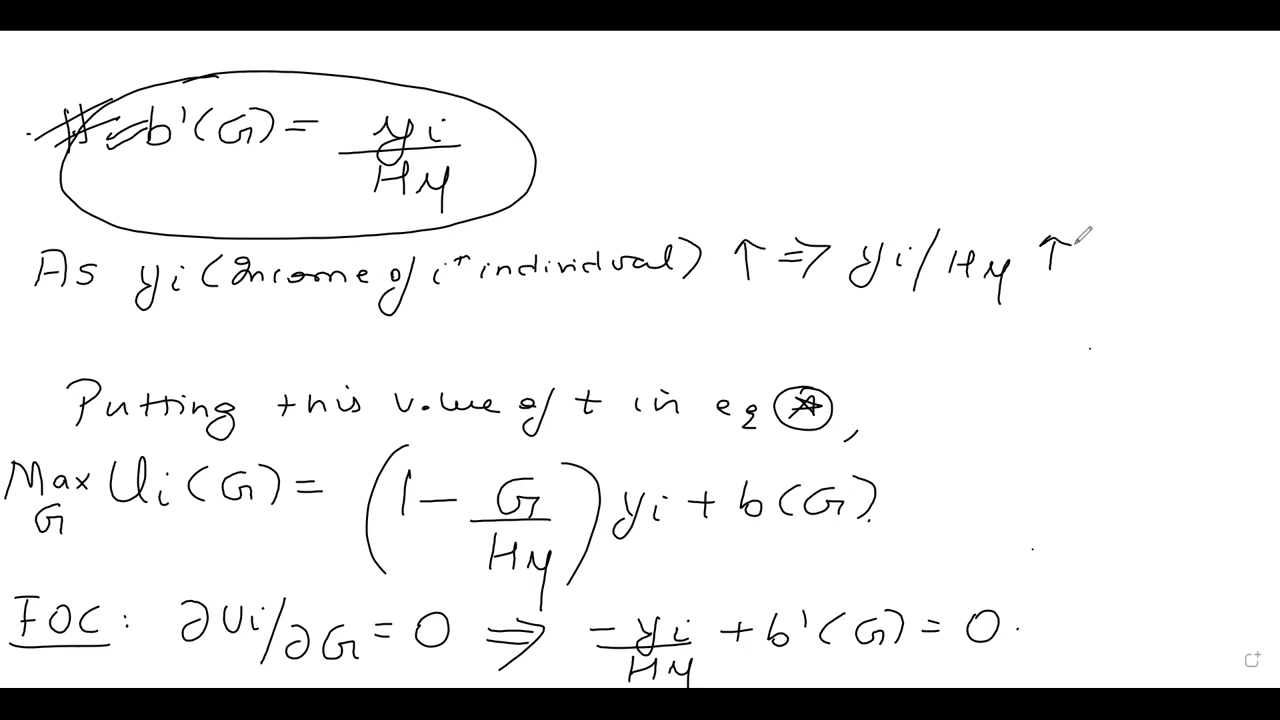 b'(G) = yi/Hy
As yi (Income of ith individual) ↑ ⇒ yi/Hy ↑
Putting this value of t in eq ⊛,
Max Ui(G) = (1 - G/Hy) yi + b(G).
G
FOC: ∂Ui/∂G = 0 ⇒ -yi/Hy + b'(G) = 0.